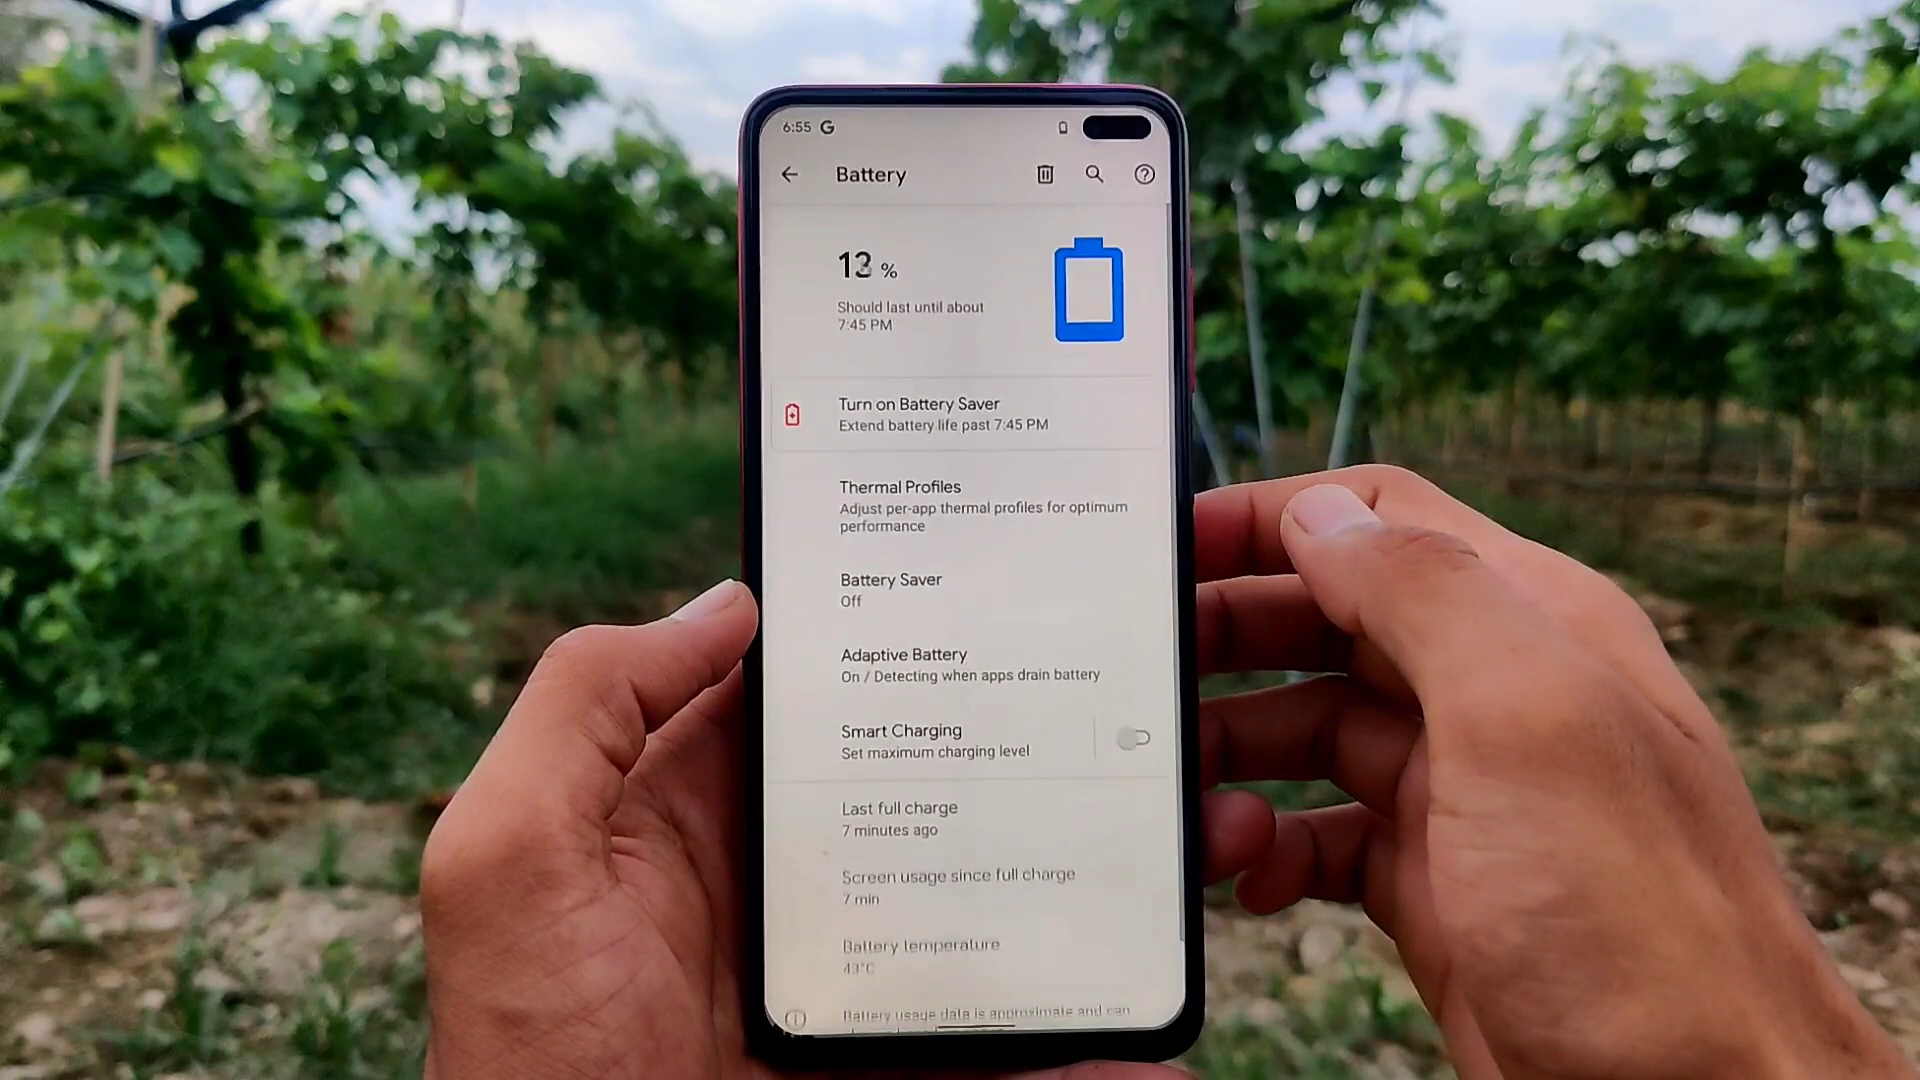 6:55 G
Battery
%
Should last until about
7:45 PM
Turn on Battery Saver
Extend battery life past 7:45 PM
Thermal Profiles
Adjust per-app thermal profiles for optimum
performance
Battery Saver
Off
Adaptive Battery
On / Detecting when apps drain battery
Smart Charging
Set maximum charging level
Last full charge
7 minutes ago
Screen usage since full charge
7 min
Battery temperature
43°C
Battery usage data is approximate and can